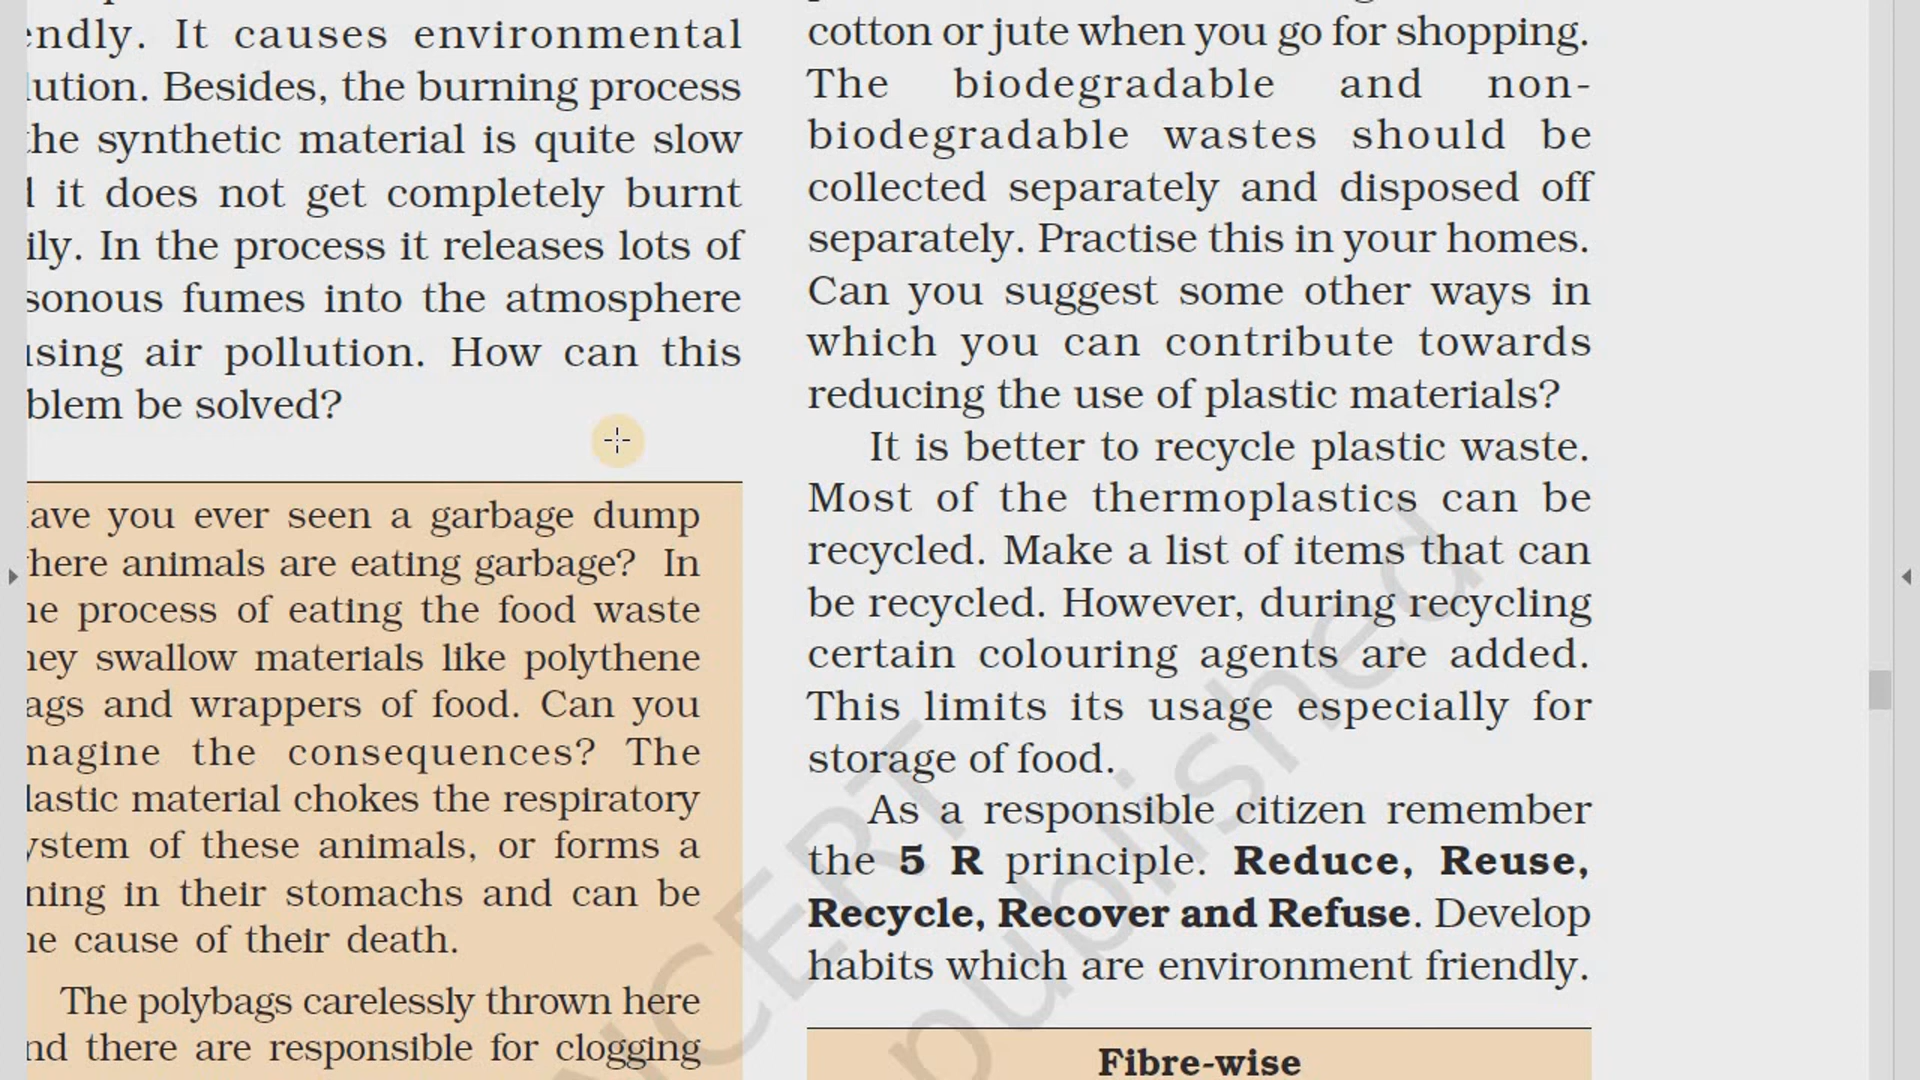 endly. It causes environmental
lution. Besides, the burning process
the synthetic material is quite slow
it does not get completely burnt
ily. In the process it releases lots of
sonous fumes into the atmosphere
using air pollution. How can this
blem be solved?
ave you ever seen a garbage dump
where animals are eating garbage? In
he process of eating the food waste
hey swallow materials like polythene
ags and wrappers of food. Can you
magine the consequences? The
lastic material chokes the respiratory
ystem of these animals, or forms a
ning in their stomachs and can be
he cause of their death.
The polybags carelessly thrown here
nd there are responsible for clogging
cotton or jute when you go for shopping.
The biodegradable and non-
biodegradable wastes should be
collected separately and disposed off
separately. Practise this in your homes.
Can you suggest some other ways in
which you can contribute towards
reducing the use of plastic materials?
It is better to recycle plastic waste.
Most of the thermoplastics can be
recycled. Make a list of items that can
be recycled. However, during recycling
certain colouring agents are added.
This limits its usage especially for
storage of food.
As a responsible citizen remember
the 5 R principle. Reduce, Reuse,
Recycle, Recover and Refuse. Develop
habits which are environment friendly.
Fibre-wise
NCERT
published